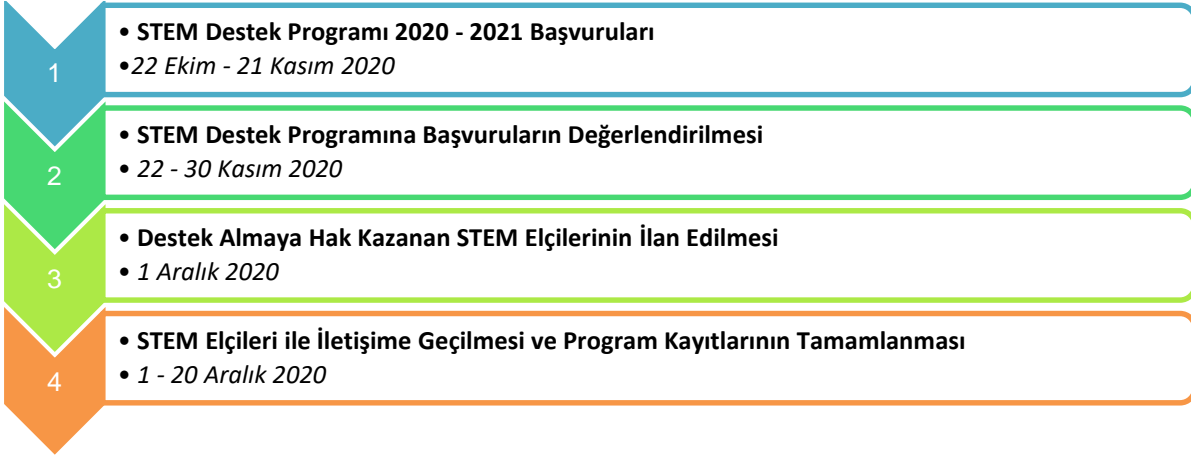 1
• STEM Destek Programı 2020 - 2021 Başvuruları
•22 Ekim - 21 Kasım 2020
2
• STEM Destek Programına Başvuruların Değerlendirilmesi
• 22 - 30 Kasım 2020
3
• Destek Almaya Hak Kazanan STEM Elçilerinin İlan Edilmesi
• 1 Aralık 2020
4
• STEM Elçileri ile İletişime Geçilmesi ve Program Kayıtlarının Tamamlanması
• 1 - 20 Aralık 2020